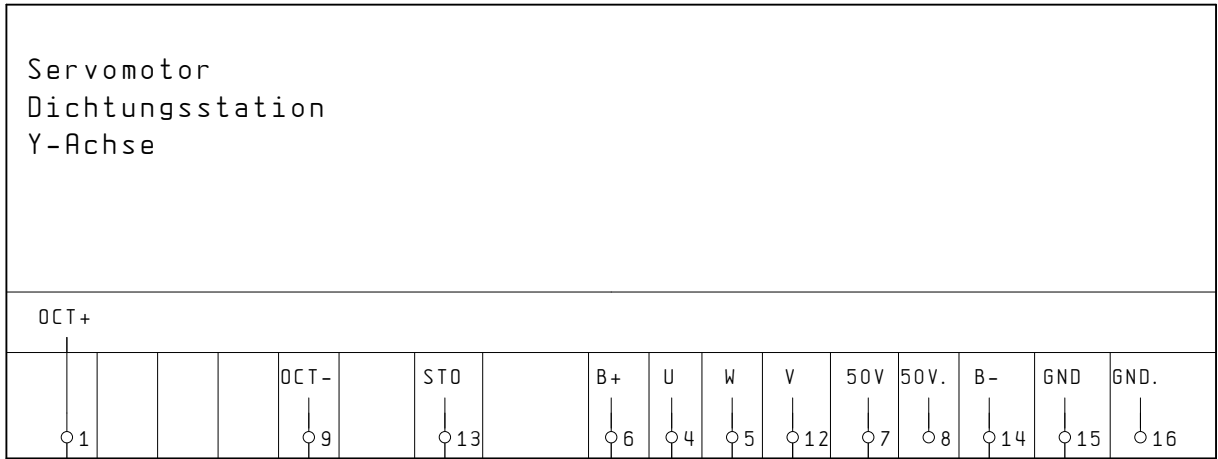 Servomotor
Dichtungsstation
Y-Achse
OCT+
OCT- STO B+ U W V 50V 50V. B- GND GND.
1 9 13 6 4 5 12 7 8 14 15 16